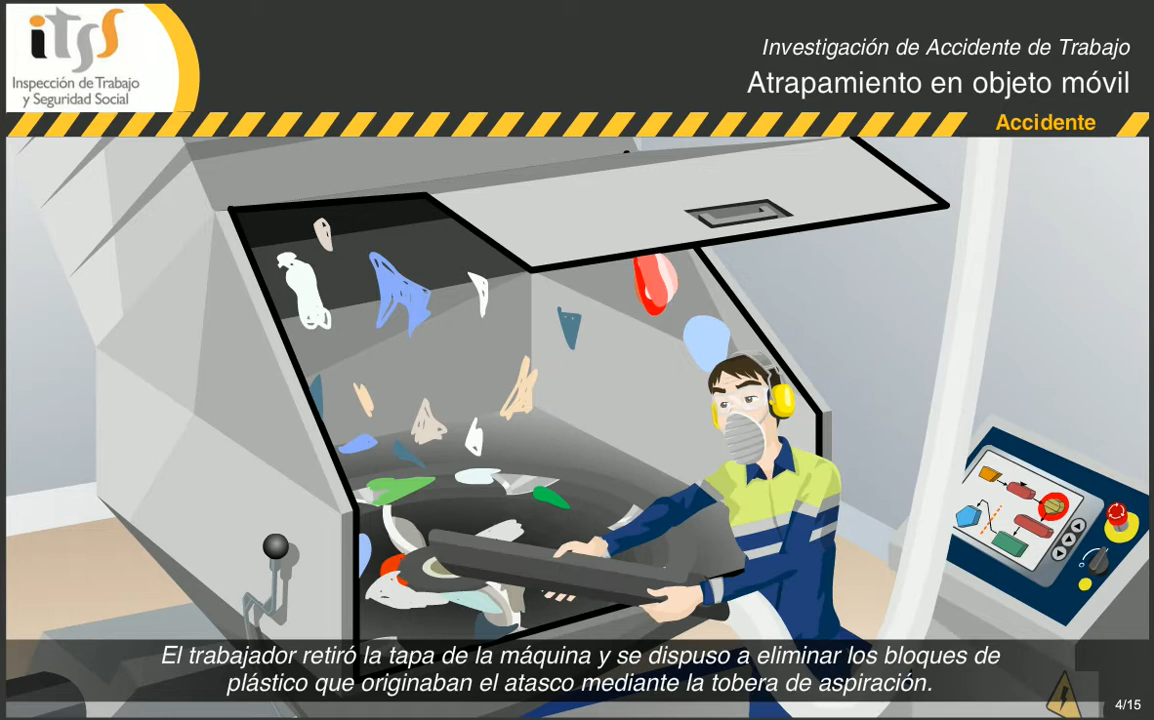 itss
Inspección de Trabajo
y Seguridad Social
Investigación de Accidente de Trabajo
Atrapamiento en objeto móvil
Accidente
El trabajador retiró la tapa de la máquina y se dispuso a eliminar los bloques de
plástico que originaban el atasco mediante la tobera de aspiración.
4/15